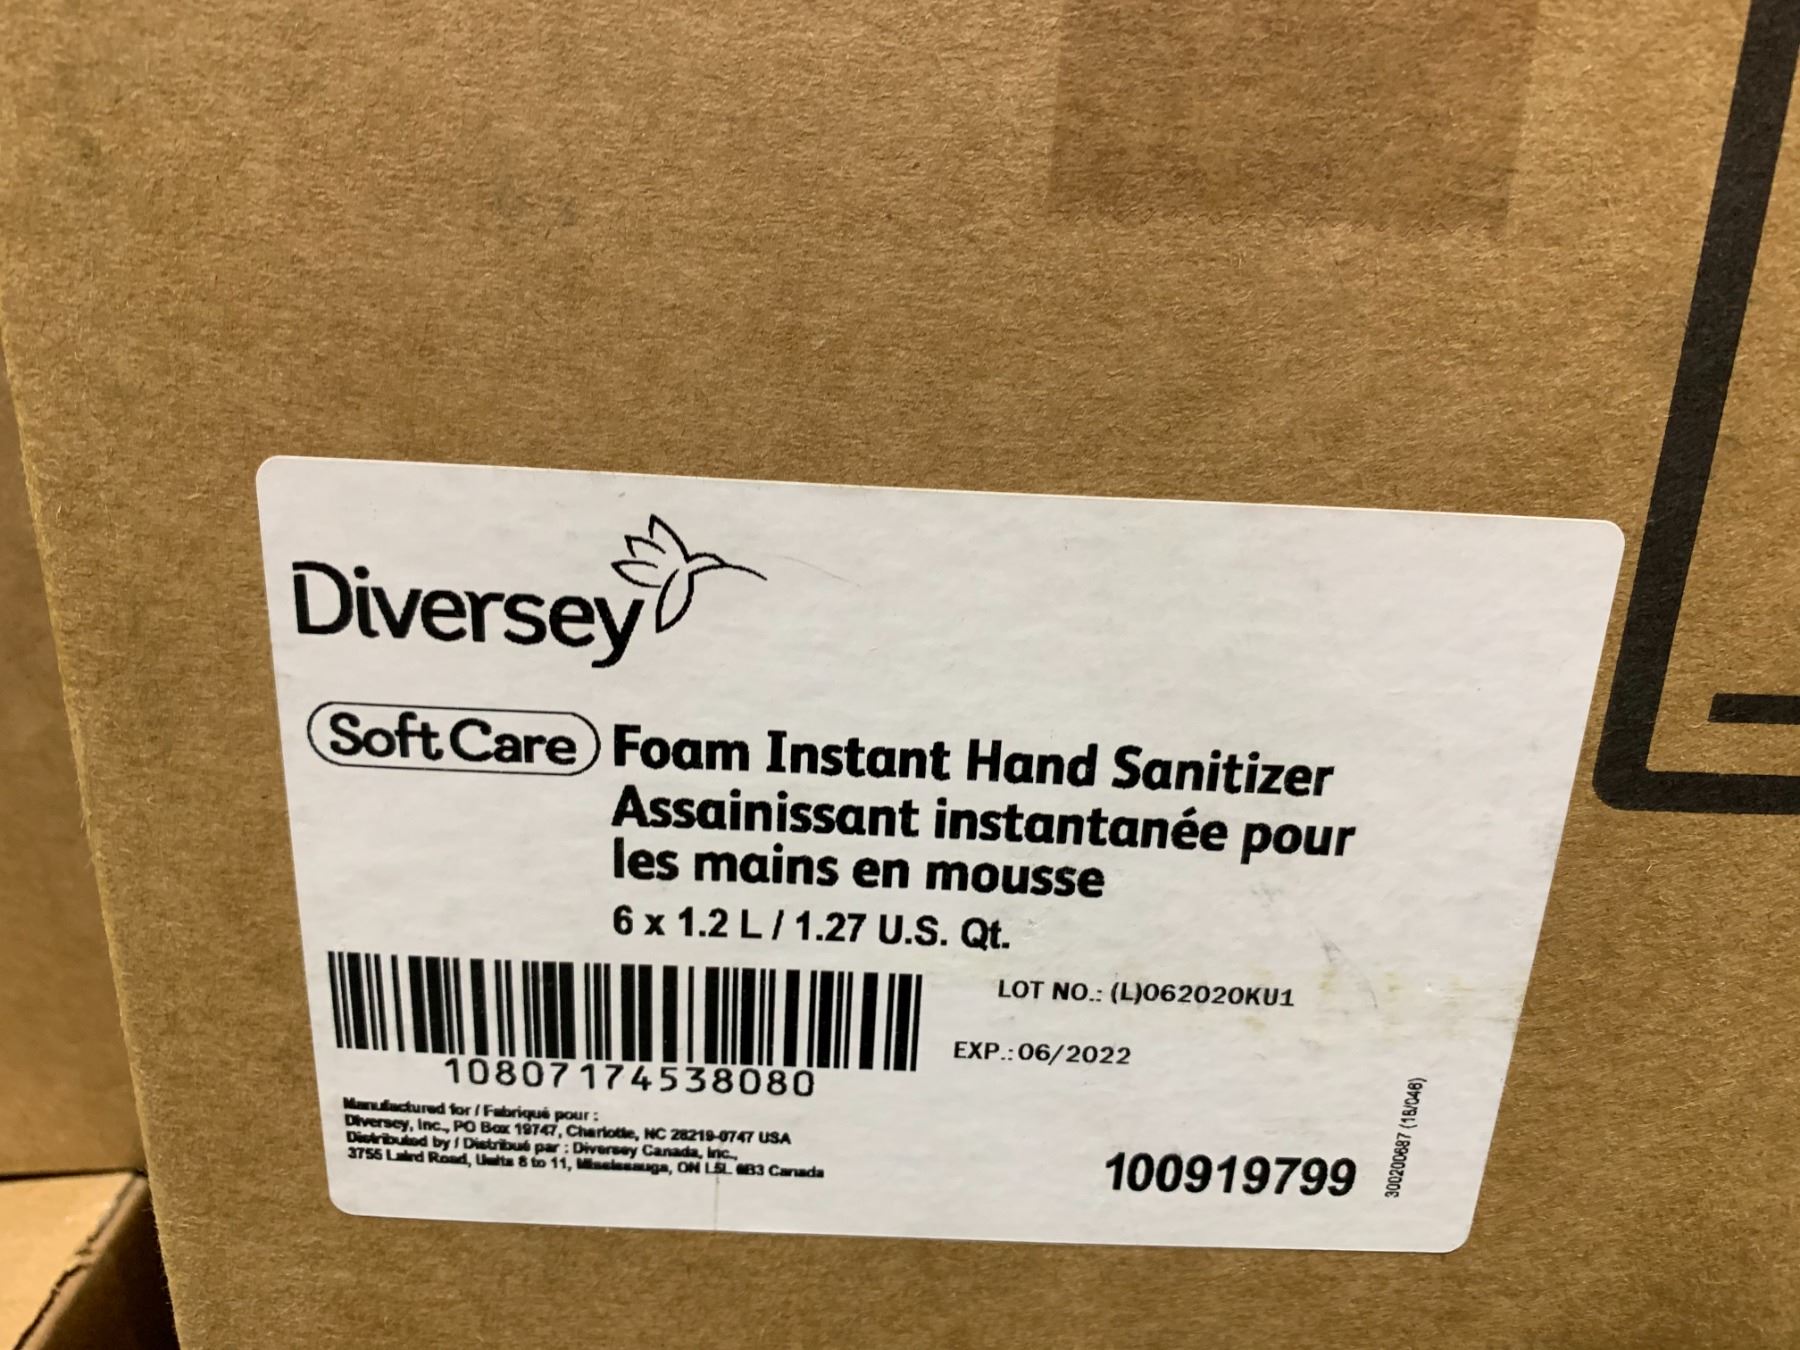 Diversey
Soft Care Foam Instant Hand Sanitizer
Assainissant instantanée pour
les mains en mousse
6 x 1.2 L / 1.27 U.S. Qt.
LOT NO.: (L)062020KU1
EXP.: 06/2022
10807174538080
Manufactured for / Fabriqué pour :
Diversey, Inc., PO Box 19747, Charlotte, NC 28219-0747 USA
Distributed by / Distribué par : Diversey Canada, Inc.,
3755 Laird Road, Units 8 to 11, Mississauga, ON L5L 0B3 Canada
100919799
300200687 (18/046)